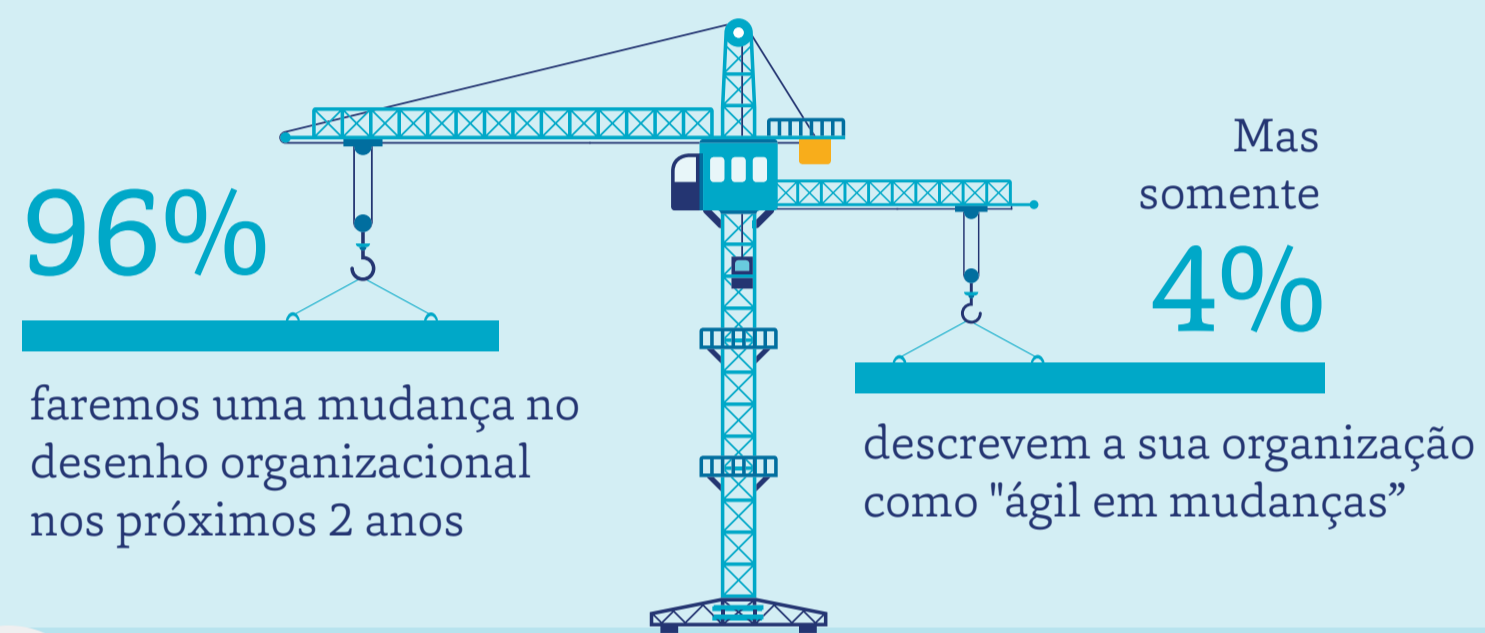 96%
faremos uma mudança no
desenho organizacional
nos próximos 2 anos
Mas
somente
4%
descrevem a sua organização
como "ágil em mudanças”